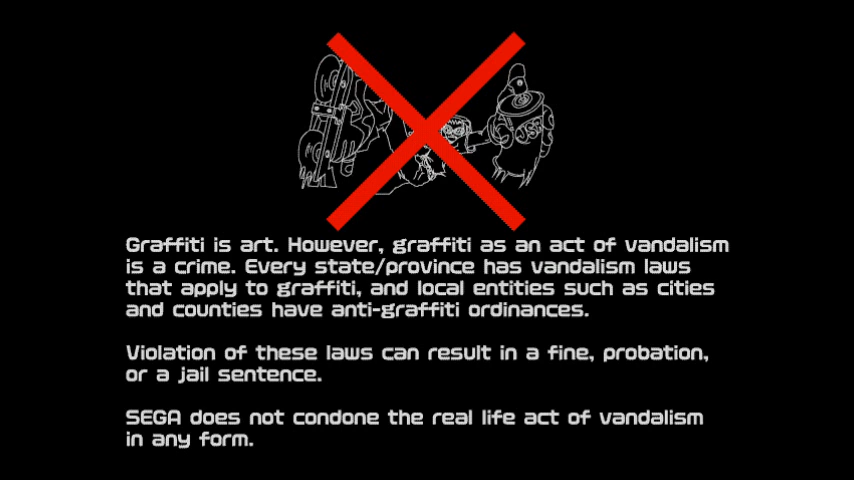 JSR
Graffiti is art. However, graffiti as an act of vandalism
is a crime. Every state/province has vandalism laws
that apply to graffiti, and local entities such as cities
and counties have anti-graffiti ordinances.
Violation of these laws can result in a fine, probation,
or a jail sentence.
SEGA does not condone the real life act of vandalism
in any form.